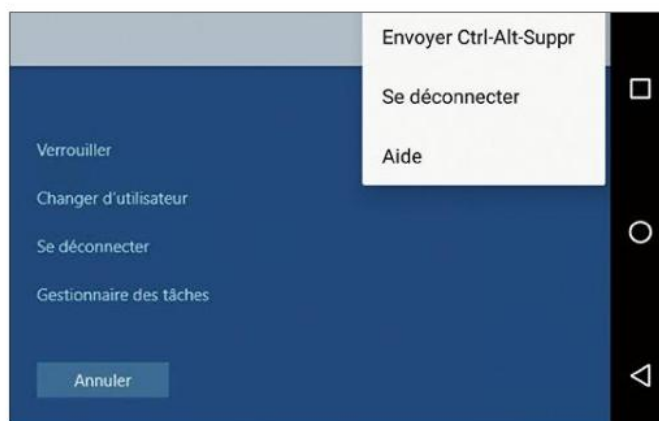 Envoyer Ctrl-Alt-Suppr
Se déconnecter
Aide
Verrouiller
Changer d'utilisateur
Se déconnecter
Gestionnaire des tâches
Annuler